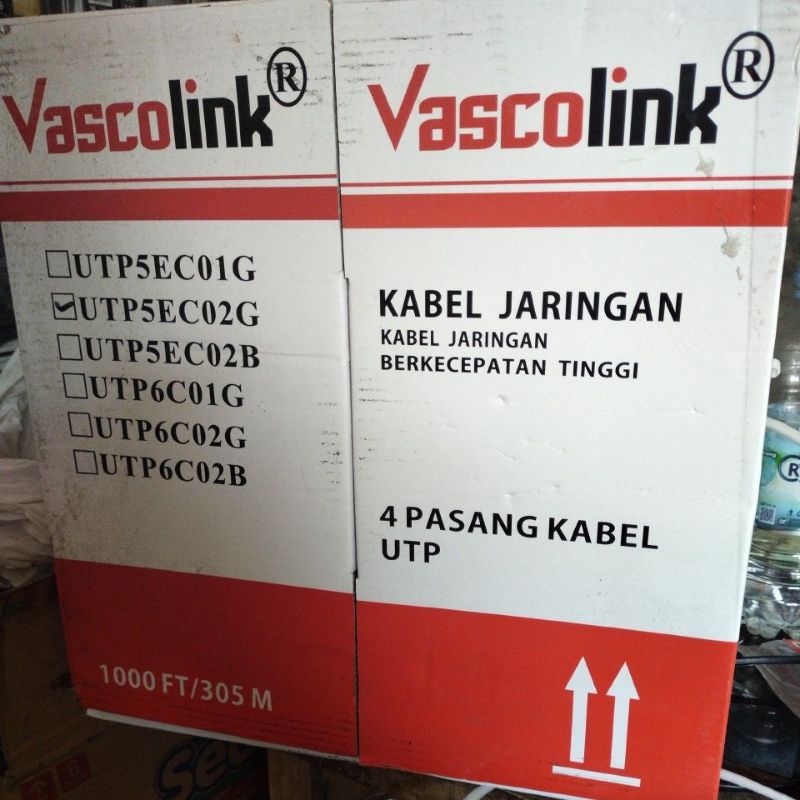 Vascolink®
UTP5EC01G
UTP5EC02G
UTP5EC02B
UTP6C01G
UTP6C02G
UTP6C02B
1000 FT/305 M
Vascolink®
KABEL JARINGAN
KABEL JARINGAN
BERKECEPATAN TINGGI
4 PASANG KABEL
UTP